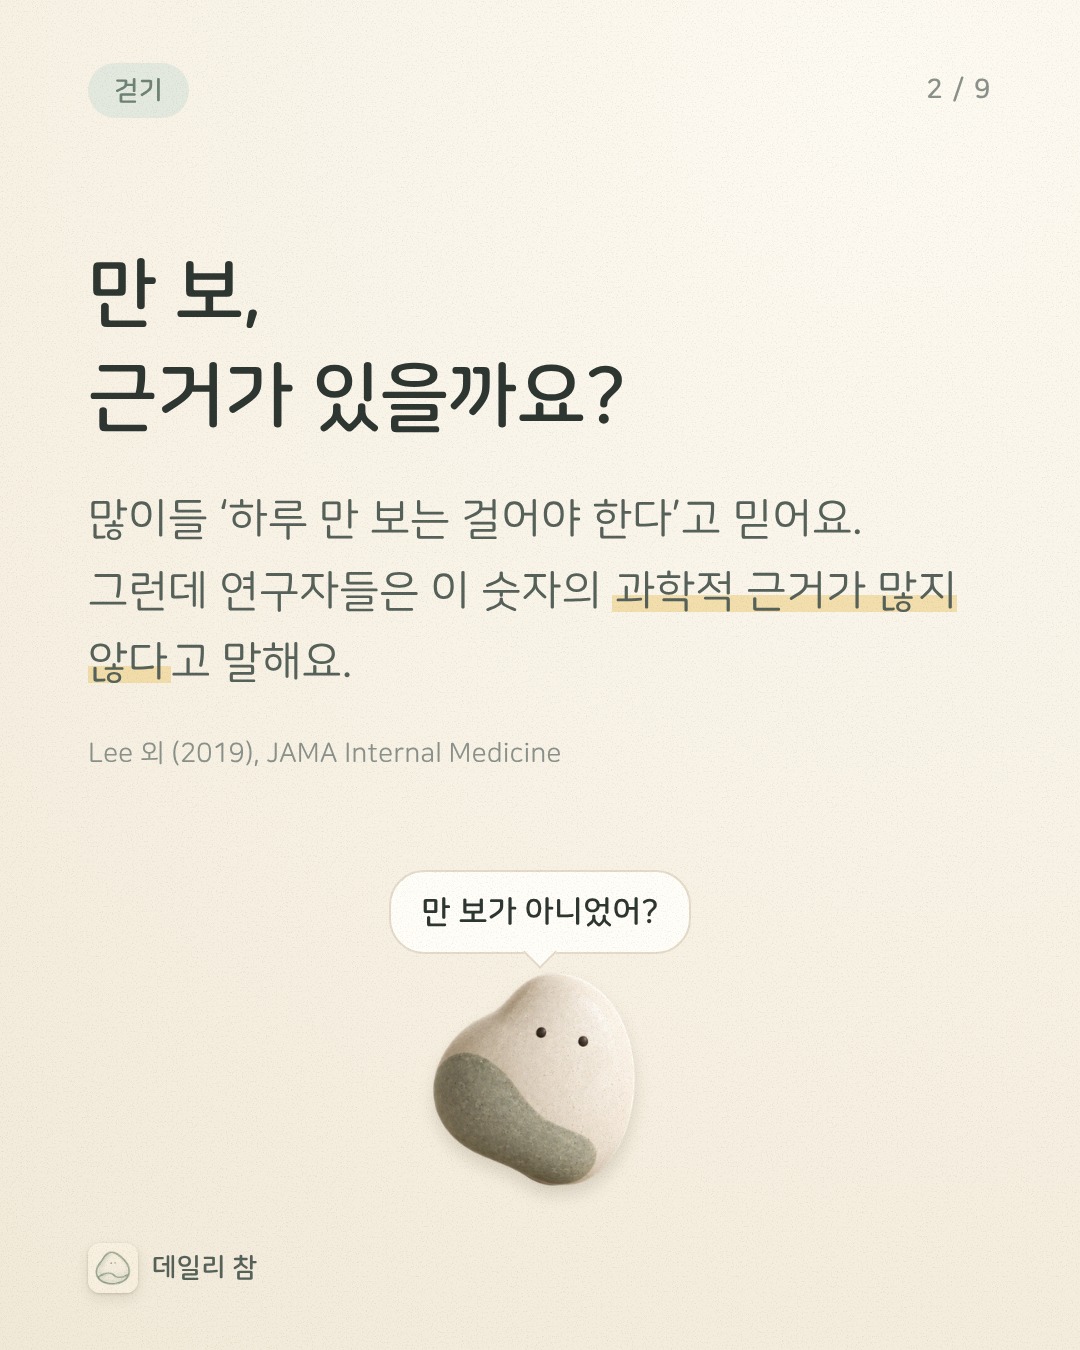 걷기
2 / 9
만 보,
근거가 있을까요?
많이들 ‘하루 만 보는 걸어야 한다’고 믿어요.
그런데 연구자들은 이 숫자의 과학적 근거가 많지
않다고 말해요.
Lee 외 (2019), JAMA Internal Medicine
만 보가 아니었어?
데일리 참